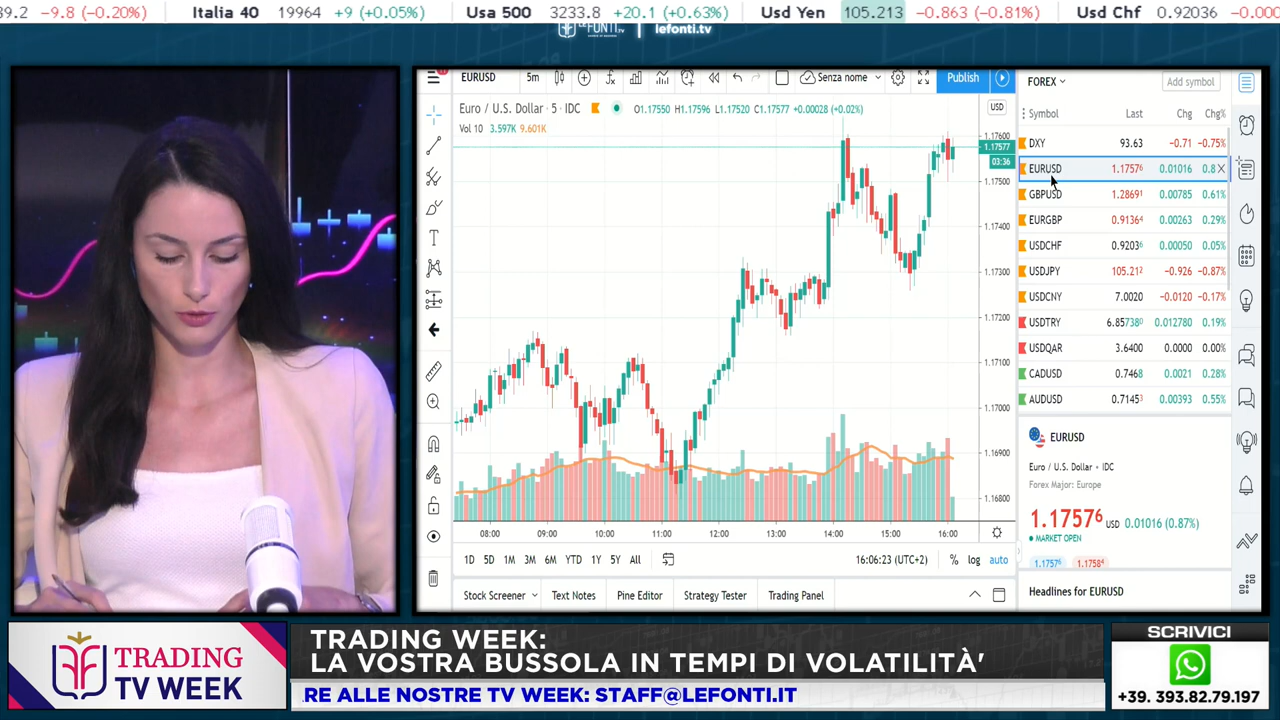 39.2 -9.8 (-0.20%) Italia 40 19964 +9 (+0.05%) Usa 500 3233.8 +20.1 (+0.63%) Usd Yen 105.213 -0.863 (-0.81%) Usd Chf 0.92036 -0.000
LEFONTI.TV lefonti.tv
EURUSD 5m Senza nome Publish
Euro / U.S. Dollar · 5 · IDC O1.17550 H1.17596 L1.17520 C1.17577 +0.00028 (+0.02%) USD
Vol 10 3.597K 9.601K
1.17600
1.17577
03:36
1.17500
1.17400
1.17300
1.17200
1.17100
1.17000
1.16900
1.16800
08:00 09:00 10:00 11:00 12:00 13:00 14:00 15:00 16:00
1D 5D 1M 3M 6M YTD 1Y 5Y All 16:06:23 (UTC+2) % log auto
Stock Screener Text Notes Pine Editor Strategy Tester Trading Panel
FOREX Add symbol
Symbol Last Chg Chg%
DXY 93.63 -0.71 -0.75%
EURUSD 1.17576 0.01016 0.8
GBPUSD 1.28691 0.00785 0.61%
EURGBP 0.91364 0.00263 0.29%
USDCHF 0.92036 0.00050 0.05%
USDJPY 105.212 -0.926 -0.87%
USDCNY 7.0020 -0.0120 -0.17%
USDTRY 6.857380 0.012780 0.19%
USDQAR 3.6400 0.0000 0.00%
CADUSD 0.7468 0.0021 0.28%
AUDUSD 0.71453 0.00393 0.55%
EURUSD
Euro / U.S. Dollar • IDC
Forex Major: Europe
1.17576 USD 0.01016 (0.87%)
• MARKET OPEN
1.17576 1.17584
Headlines for EURUSD
TRADING
TV WEEK
TRADING WEEK:
LA VOSTRA BUSSOLA IN TEMPI DI VOLATILITÀ'
RE ALLE NOSTRE TV WEEK: STAFF@LEFONTI.IT
SCRIVICI
+39. 393.82.79.197